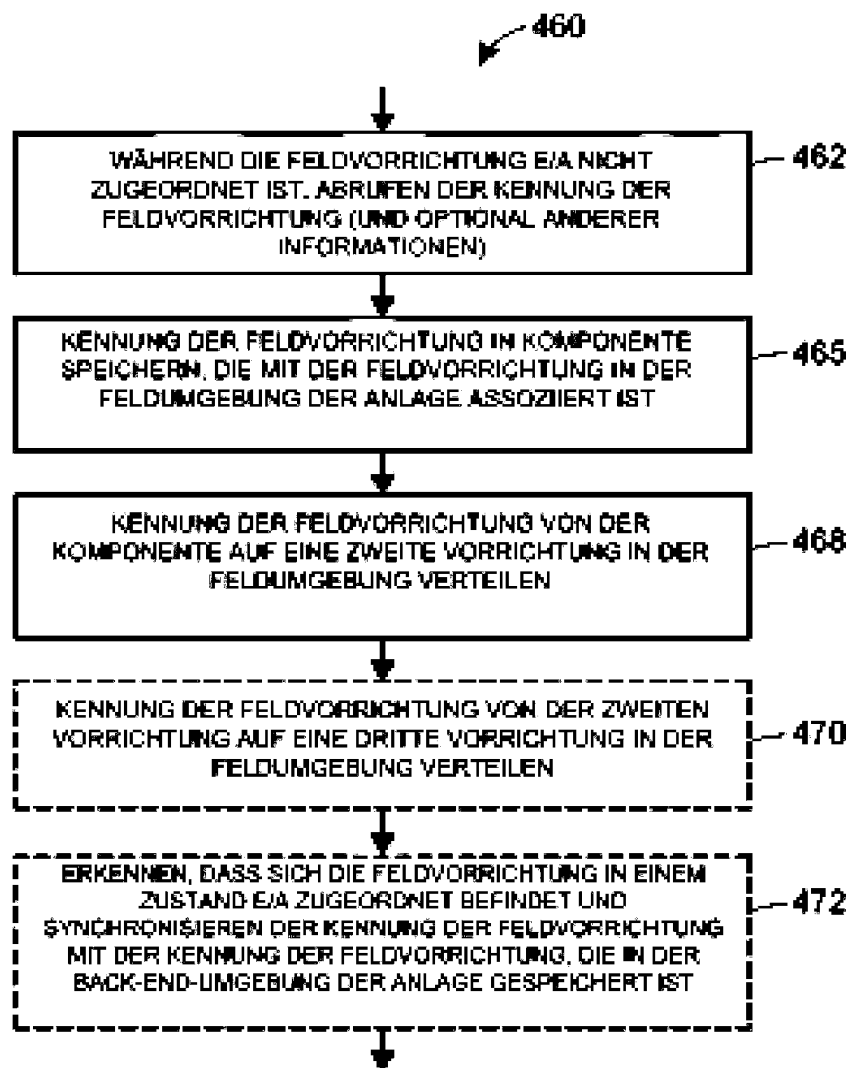 460
WÄHREND DIE FELDVORRICHTUNG E/A NICHT
ZUGEORDNET IST, ABRUFEN DER KENNUNG DER
FELDVORRICHTUNG (UND OPTIONAL ANDERER
INFORMATIONEN)
462
KENNUNG DER FELDVORRICHTUNG IN KOMPONENTE
SPEICHERN, DIE MIT DER FELDVORRICHTUNG IN DER
FELDUMGEBUNG DER ANLAGE ASSOZIIERT IST
465
KENNUNG DER FELDVORRICHTUNG VON DER
KOMPONENTE AUF EINE ZWEITE VORRICHTUNG IN DER
FELDUMGEBUNG VERTEILEN
468
KENNUNG DER FELDVORRICHTUNG VON DER ZWEITEN
VORRICHTUNG AUF EINE DRITTE VORRICHTUNG IN DER
FELDUMGEBUNG VERTEILEN
470
ERKENNEN, DASS SICH DIE FELDVORRICHTUNG IN EINEM
ZUSTAND E/A ZUGEORDNET BEFINDET UND
SYNCHRONISIEREN DER KENNUNG DER FELDVORRICHTUNG
MIT DER KENNUNG DER FELDVORRICHTUNG, DIE IN DER
BACK-END-UMGEBUNG DER ANLAGE GESPEICHERT IST
472